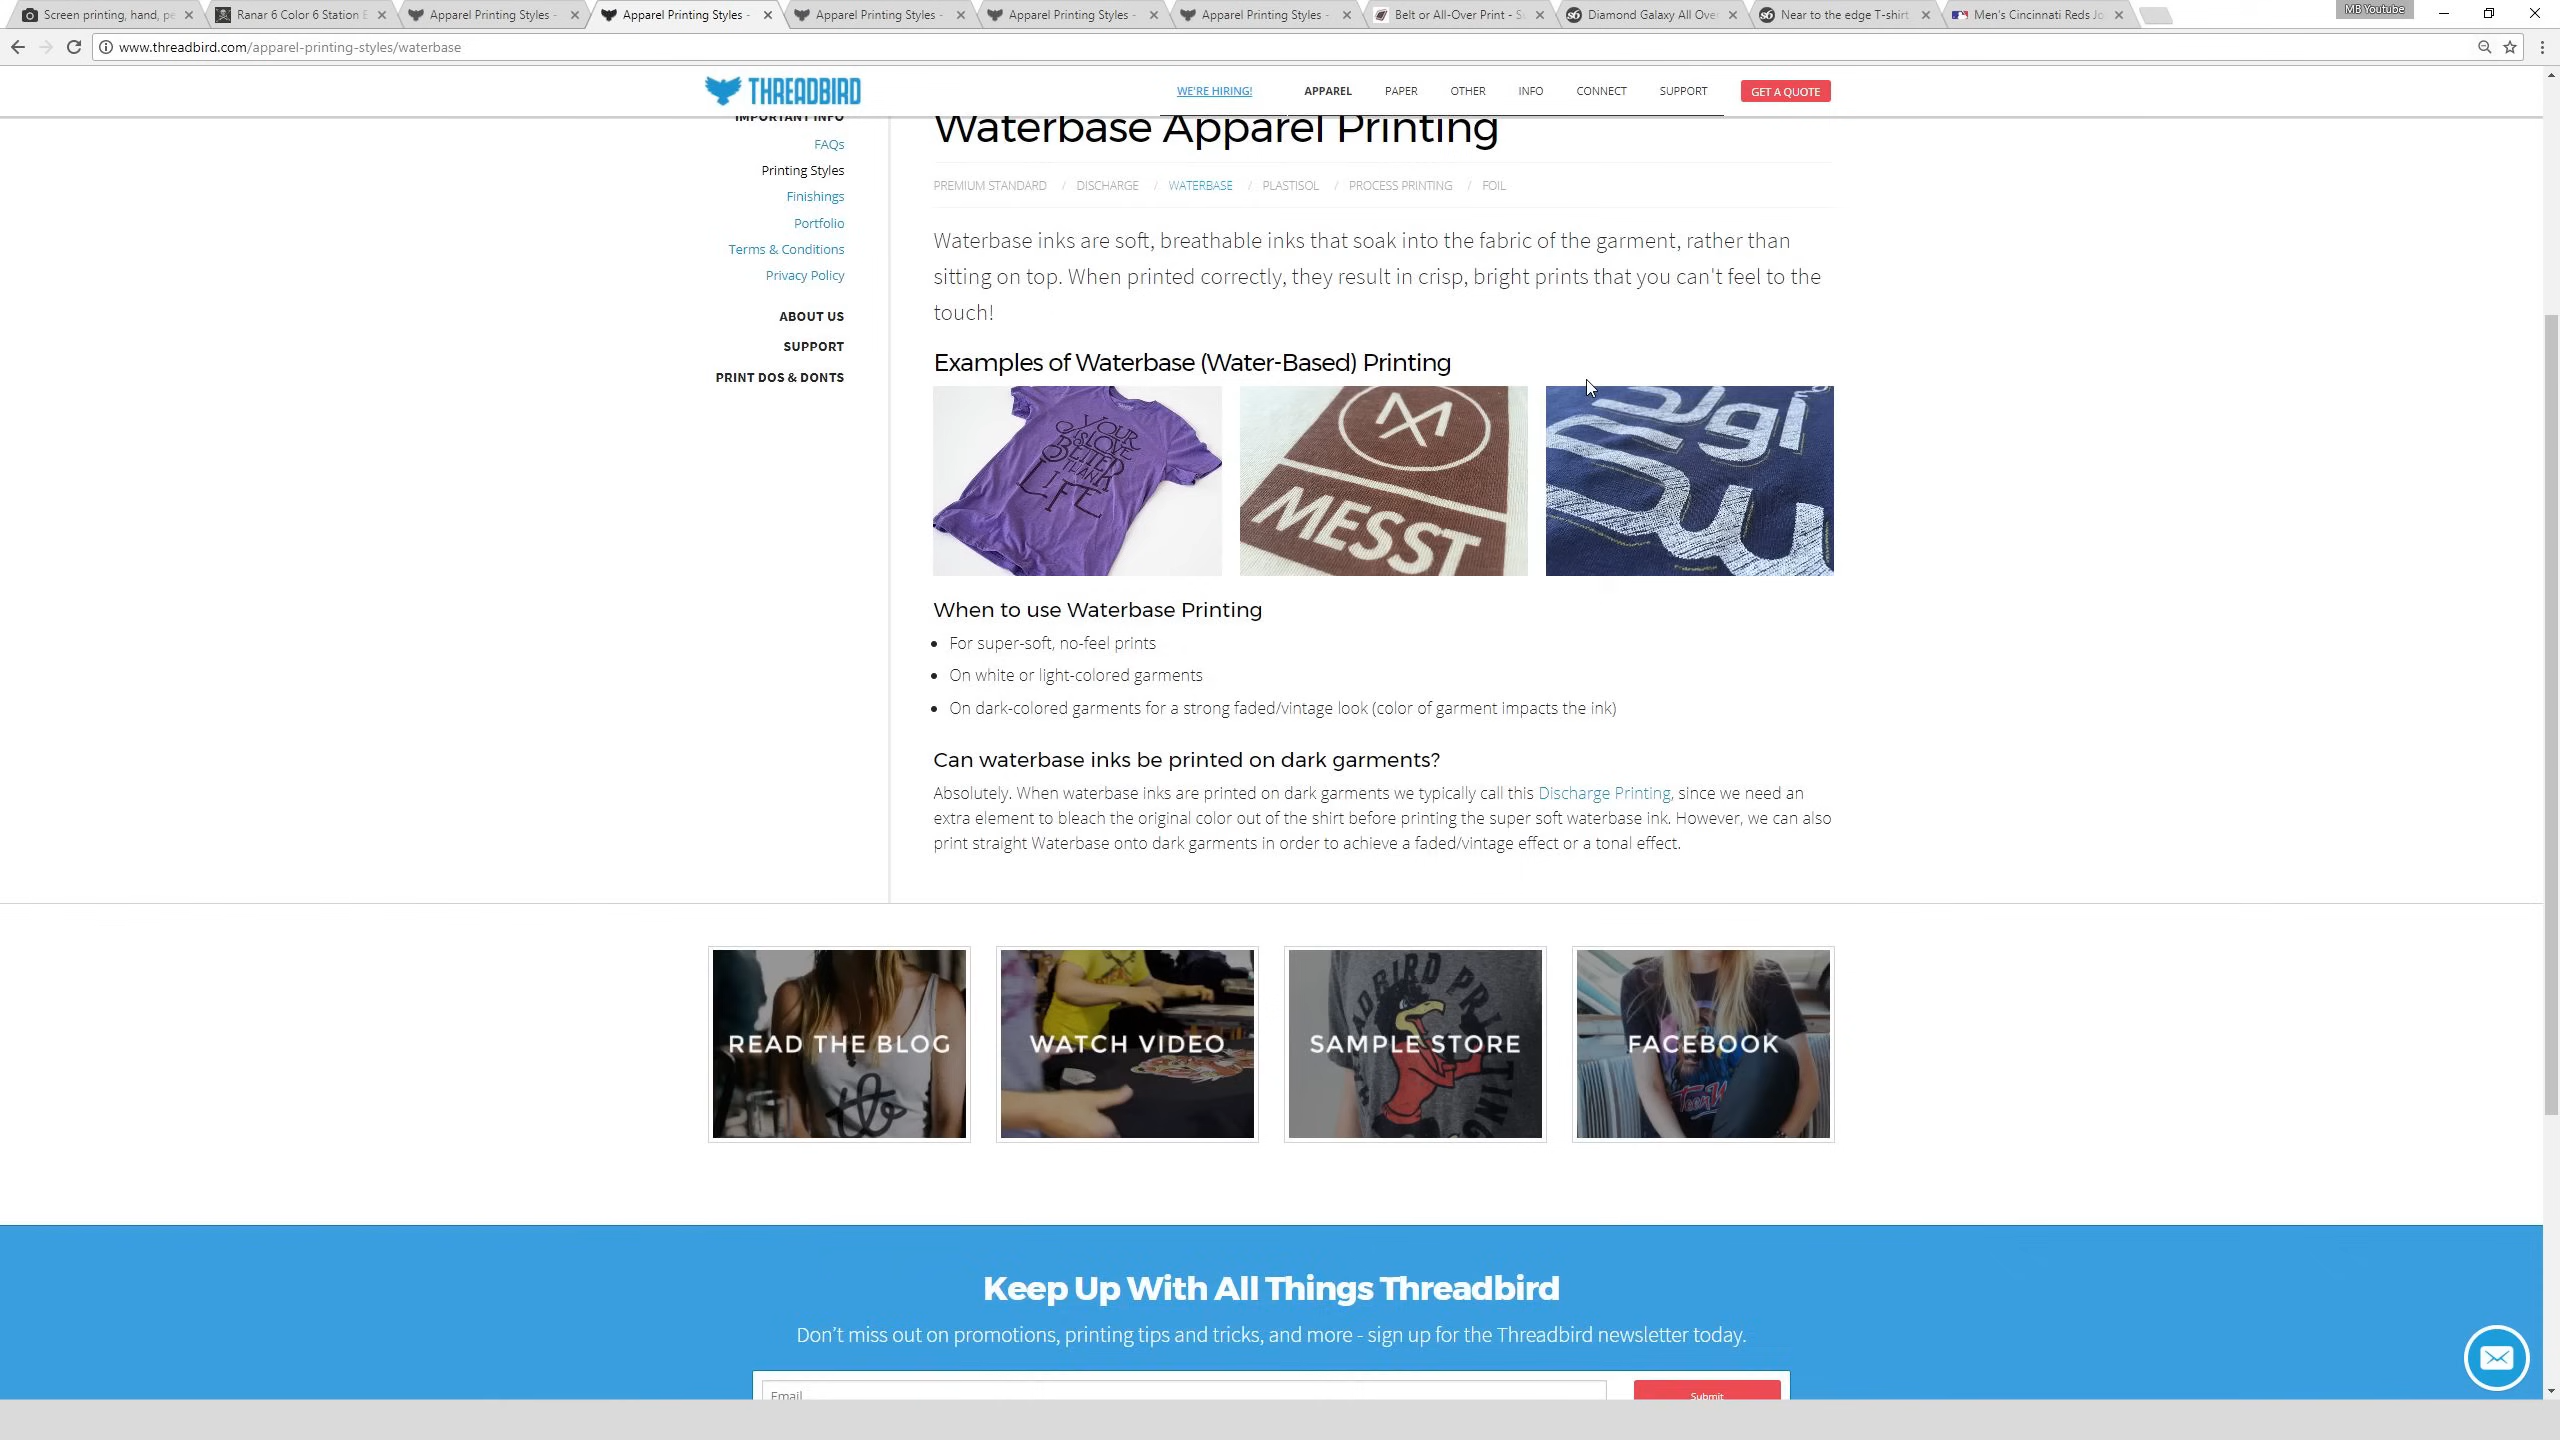 Screen printing, hand, pe
Ranar 6 Color 6 Station E
Apparel Printing Styles -
Apparel Printing Styles -
Apparel Printing Styles -
Apparel Printing Styles -
Apparel Printing Styles -
Belt or All-Over Print - S
Diamond Galaxy All Over
Near to the edge T-shirt
Men's Cincinnati Reds Jo
MB Youtube
www.threadbird.com/apparel-printing-styles/waterbase
THREADBIRD
WE'RE HIRING!
APPAREL
PAPER
OTHER
INFO
CONNECT
SUPPORT
GET A QUOTE
IMPORTANT INFO
FAQs
Printing Styles
Finishings
Portfolio
Terms & Conditions
Privacy Policy
ABOUT US
SUPPORT
PRINT DOS & DONTS
Waterbase Apparel Printing
PREMIUM STANDARD / DISCHARGE / WATERBASE / PLASTISOL / PROCESS PRINTING / FOIL
Waterbase inks are soft, breathable inks that soak into the fabric of the garment, rather than
sitting on top. When printed correctly, they result in crisp, bright prints that you can't feel to the
touch!
Examples of Waterbase (Water-Based) Printing
YOUR
LOVE
IS
BETTER
THAN
LIFE
MESST
When to use Waterbase Printing
• For super-soft, no-feel prints
• On white or light-colored garments
• On dark-colored garments for a strong faded/vintage look (color of garment impacts the ink)
Can waterbase inks be printed on dark garments?
Absolutely. When waterbase inks are printed on dark garments we typically call this Discharge Printing, since we need an
extra element to bleach the original color out of the shirt before printing the super soft waterbase ink. However, we can also
print straight Waterbase onto dark garments in order to achieve a faded/vintage effect or a tonal effect.
READ THE BLOG
WATCH VIDEO
SAMPLE STORE
FACEBOOK
Keep Up With All Things Threadbird
Don't miss out on promotions, printing tips and tricks, and more - sign up for the Threadbird newsletter today.
Email
Submit